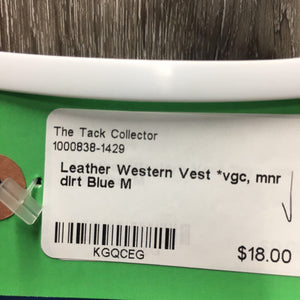 The Tack Collector
1000838-1429
Leather Western Vest *vgc, mnr
dirt Blue M
KGQCEG
$18.00